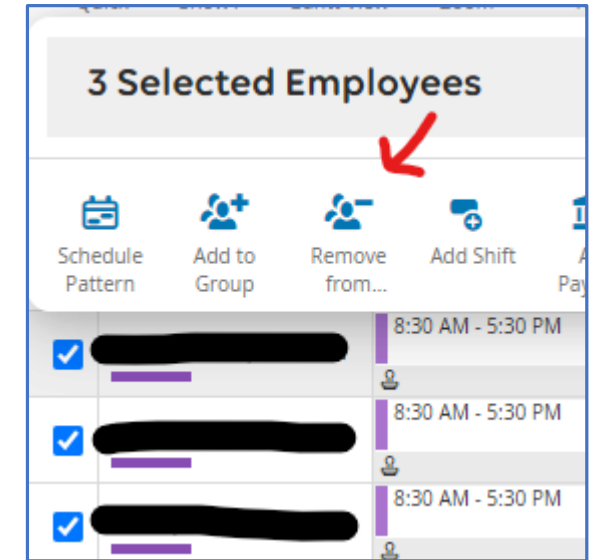 3 Selected Employees
Schedule Pattern
Add to Group
Remove from...
Add Shift
8:30 AM - 5:30 PM
8:30 AM - 5:30 PM
8:30 AM - 5:30 PM